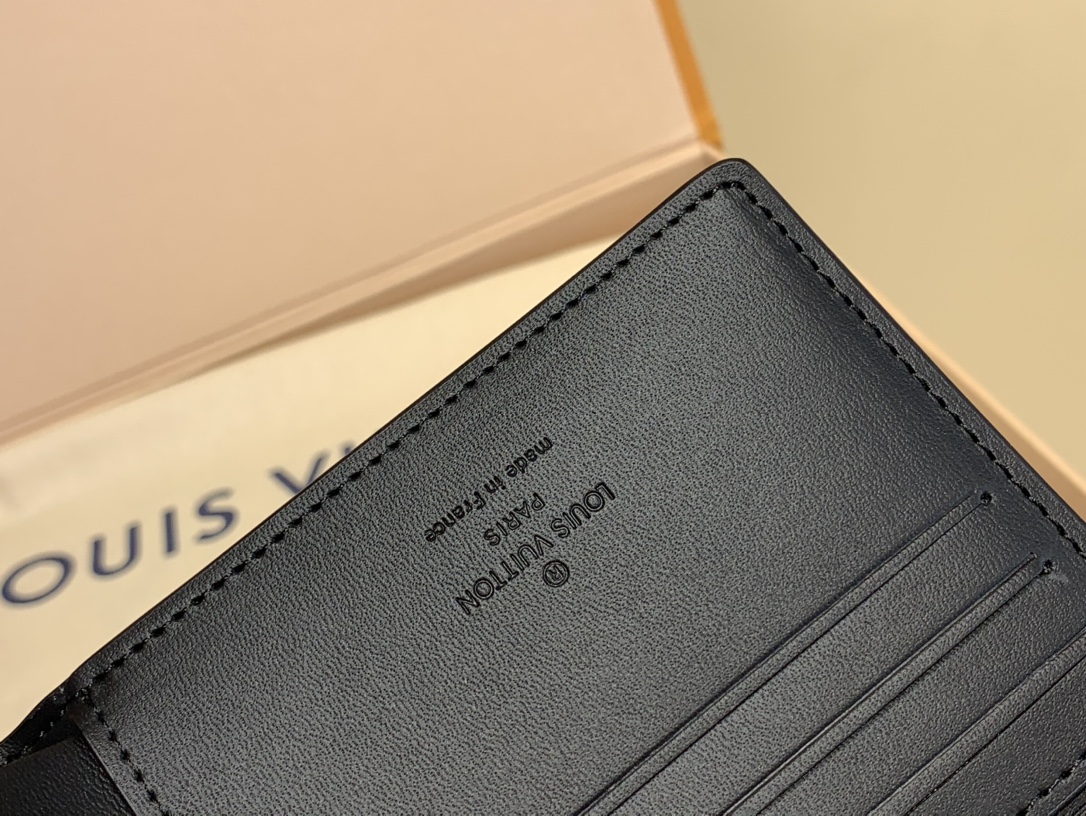 ®
LOUIS VUITTON
PARIS
made in France
OUIS V